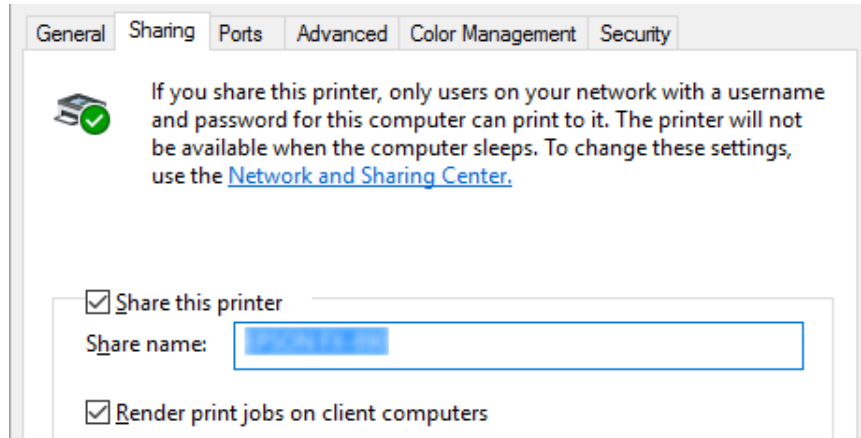 General Sharing Ports Advanced Color Management Security
If you share this printer, only users on your network with a username
and password for this computer can print to it. The printer will not
be available when the computer sleeps. To change these settings,
use the Network and Sharing Center.
Share this printer
Share name:
Render print jobs on client computers